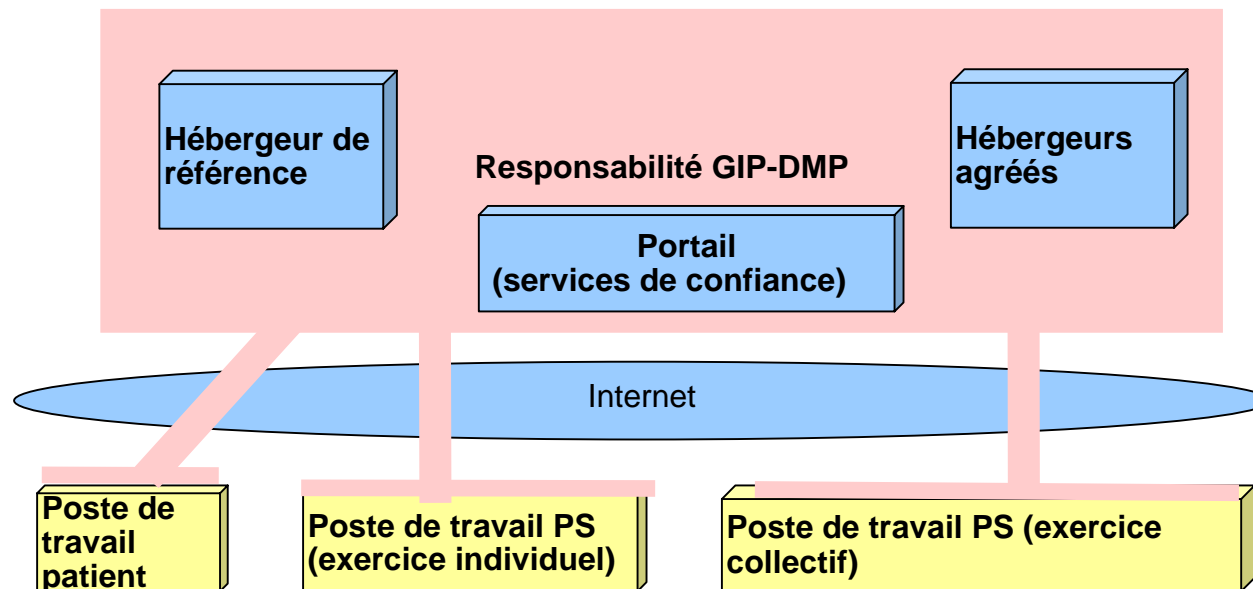 Hébergeur de
référence
Hébergeurs
agréés
Responsabilité GIP-DMP
Portail
(services de confiance)
Internet
Poste de
travail
patient
Poste de travail PS
(exercice individuel)
Poste de travail PS (exercice
collectif)